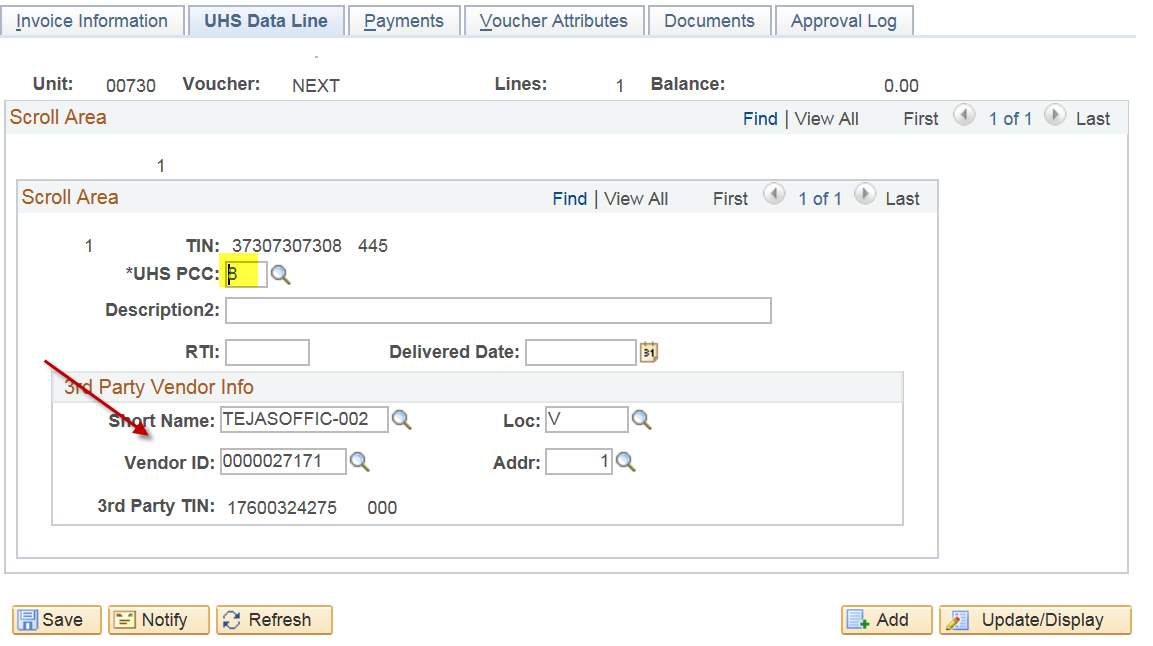 Invoice Information UHS Data Line Payments Voucher Attributes Documents Approval Log
Unit: 00730 Voucher: NEXT Lines: 1 Balance: 0.00
Scroll Area Find | View All First 1 of 1 Last
1
Scroll Area Find | View All First 1 of 1 Last
1 TIN: 37307307308 445
*UHS PCC: B
Description2:
RTI: Delivered Date: 31
3rd Party Vendor Info
Short Name: TEJASOFFIC-002 Loc: V
Vendor ID: 0000027171 Addr: 1
3rd Party TIN: 17600324275 000
Save Notify Refresh Add Update/Display